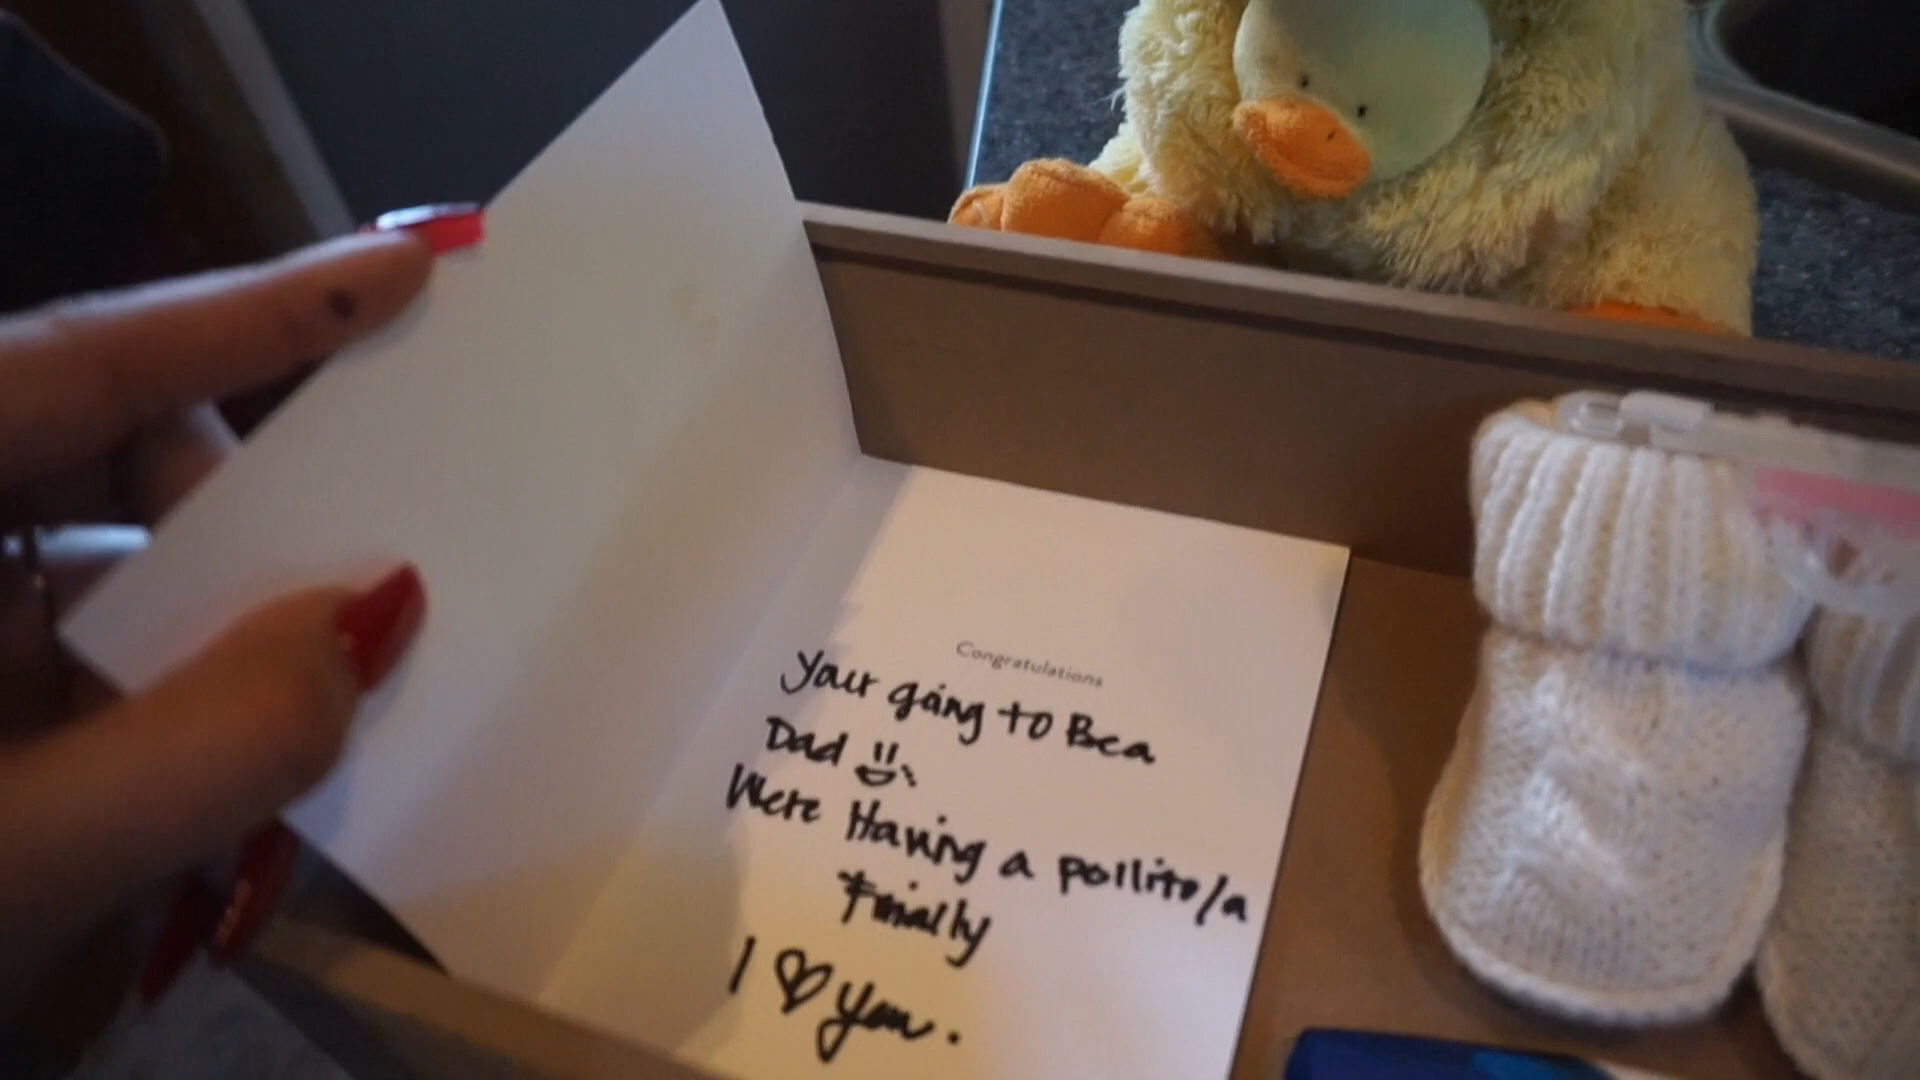 Congratulations
Your going to Be a
Dad
Were Having a pollito/a
Finally
I ♡ you.